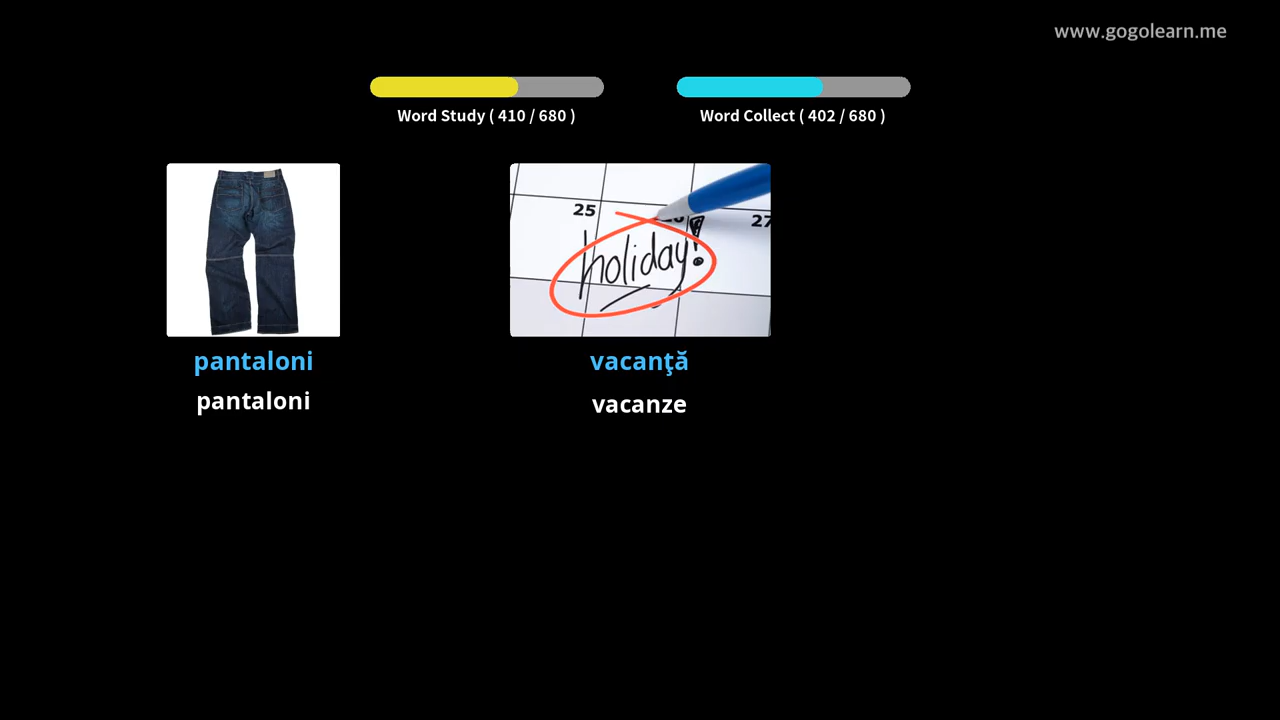 www.gogolearn.me
Word Study ( 410 / 680 )
Word Collect ( 402 / 680 )
25
27
holiday!
pantaloni
vacanţă
pantaloni
vacanze